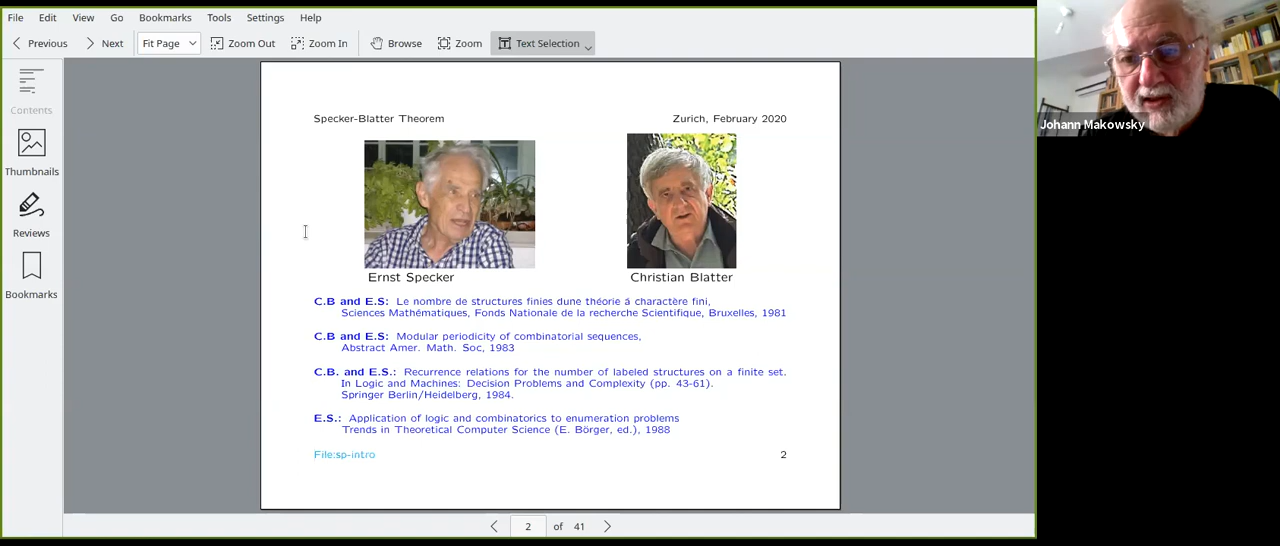 File Edit View Go Bookmarks Tools Settings Help
Previous Next Fit Page Zoom Out Zoom In Browse Zoom Text Selection
Contents
Thumbnails
Reviews
Bookmarks
Specker-Blatter Theorem Zurich, February 2020
Ernst Specker Christian Blatter
C.B and E.S: Le nombre de structures finies dune théorie á charactère fini,
Sciences Mathématiques, Fonds Nationale de la recherche Scientifique, Bruxelles, 1981
C.B and E.S: Modular periodicity of combinatorial sequences,
Abstract Amer. Math. Soc, 1983
C.B. and E.S.: Recurrence relations for the number of labeled structures on a finite set.
In Logic and Machines: Decision Problems and Complexity (pp. 43-61).
Springer Berlin/Heidelberg, 1984.
E.S.: Application of logic and combinatorics to enumeration problems
Trends in Theoretical Computer Science (E. Börger, ed.), 1988
File:sp-intro 2
2 of 41
Johann Makowsky